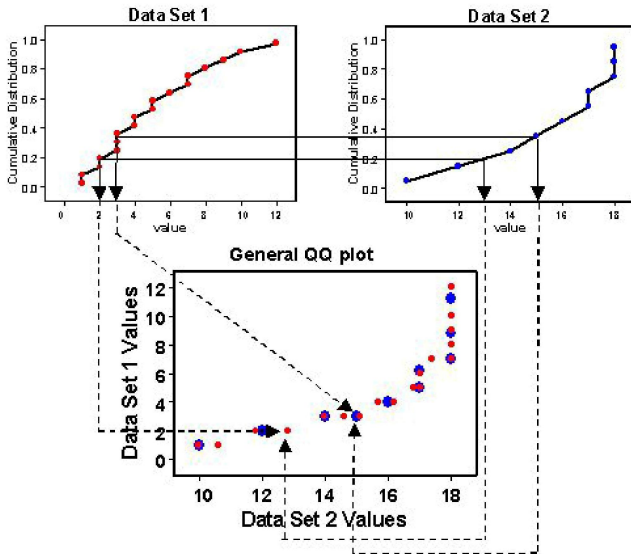 Data Set 1
Data Set 2
Cumulative Distribution
1.0
0.8
0.6
0.4
0.2
0.0
0 2 4 6 8 10 12
value
Cumulative Distribution
1.0
0.8
0.6
0.4
0.2
0.0
10 12 14 16 18
value
General QQ plot
Data Set 1 Values
12
10
8
6
4
2
0
10 12 14 16 18
Data Set 2 Values